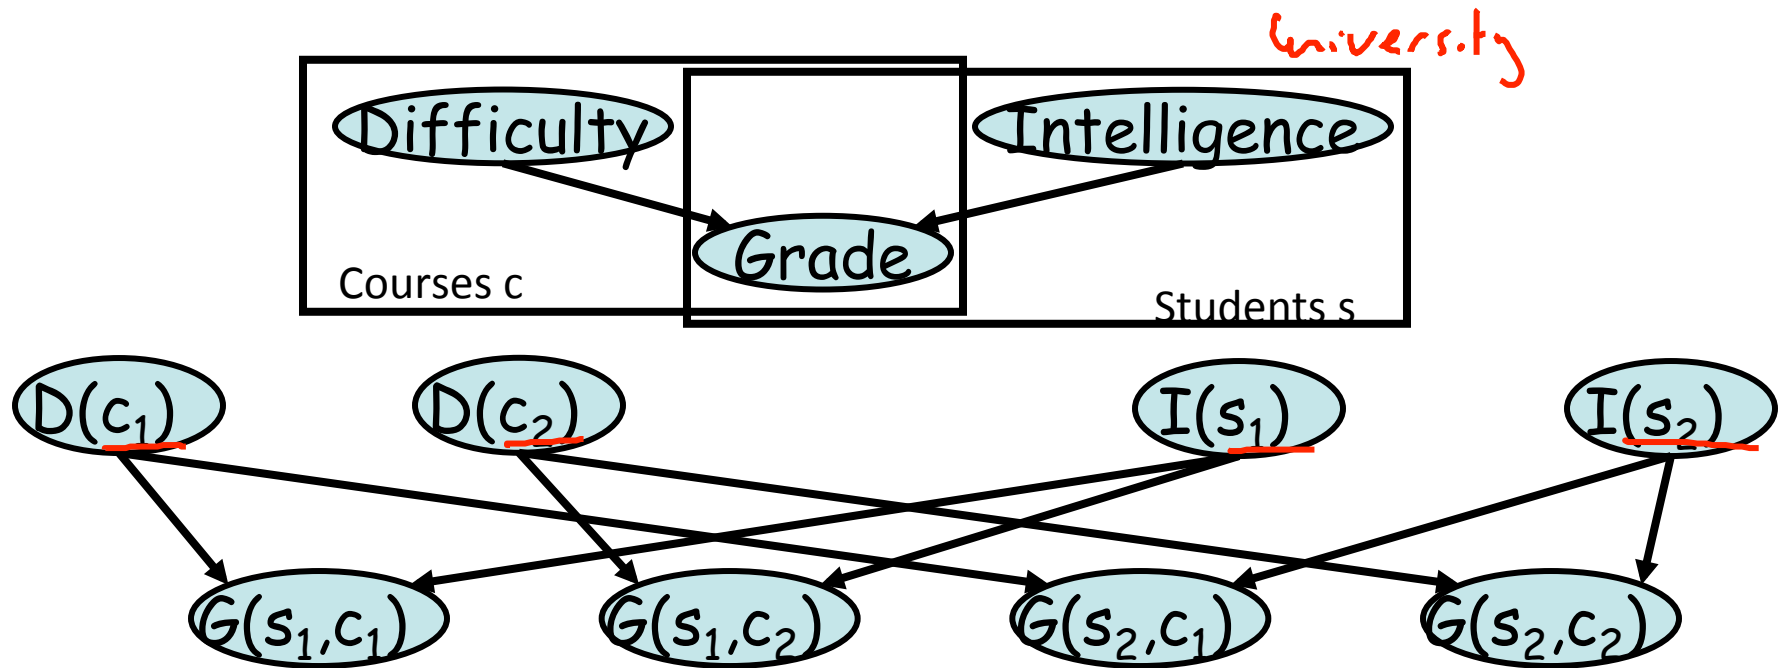 University
Difficulty Intelligence
Grade
Courses c
Students s
D(c₁) D(c₂) I(s₁) I(s₂)
G(s₁,c₁) G(s₁,c₂) G(s₂,c₁) G(s₂,c₂)